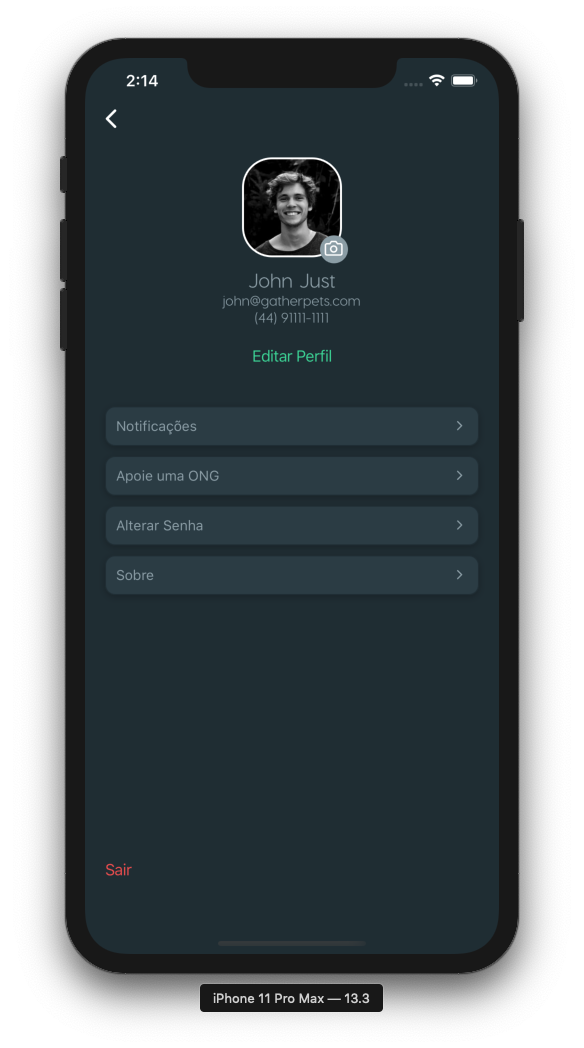 2:14
John Just
john@gatherpets.com
(44) 91111-1111
Editar Perfil
Notificações
Apoie uma ONG
Alterar Senha
Sobre
Sair
iPhone 11 Pro Max — 13.3